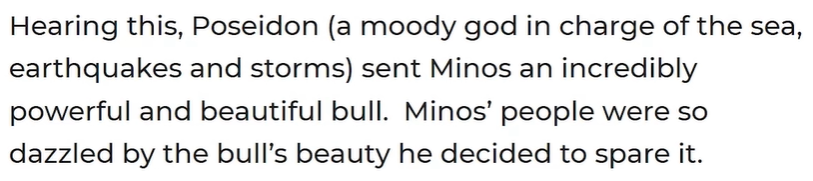 Hearing this, Poseidon (a moody god in charge of the sea,
earthquakes and storms) sent Minos an incredibly
powerful and beautiful bull.  Minos’ people were so
dazzled by the bull’s beauty he decided to spare it.